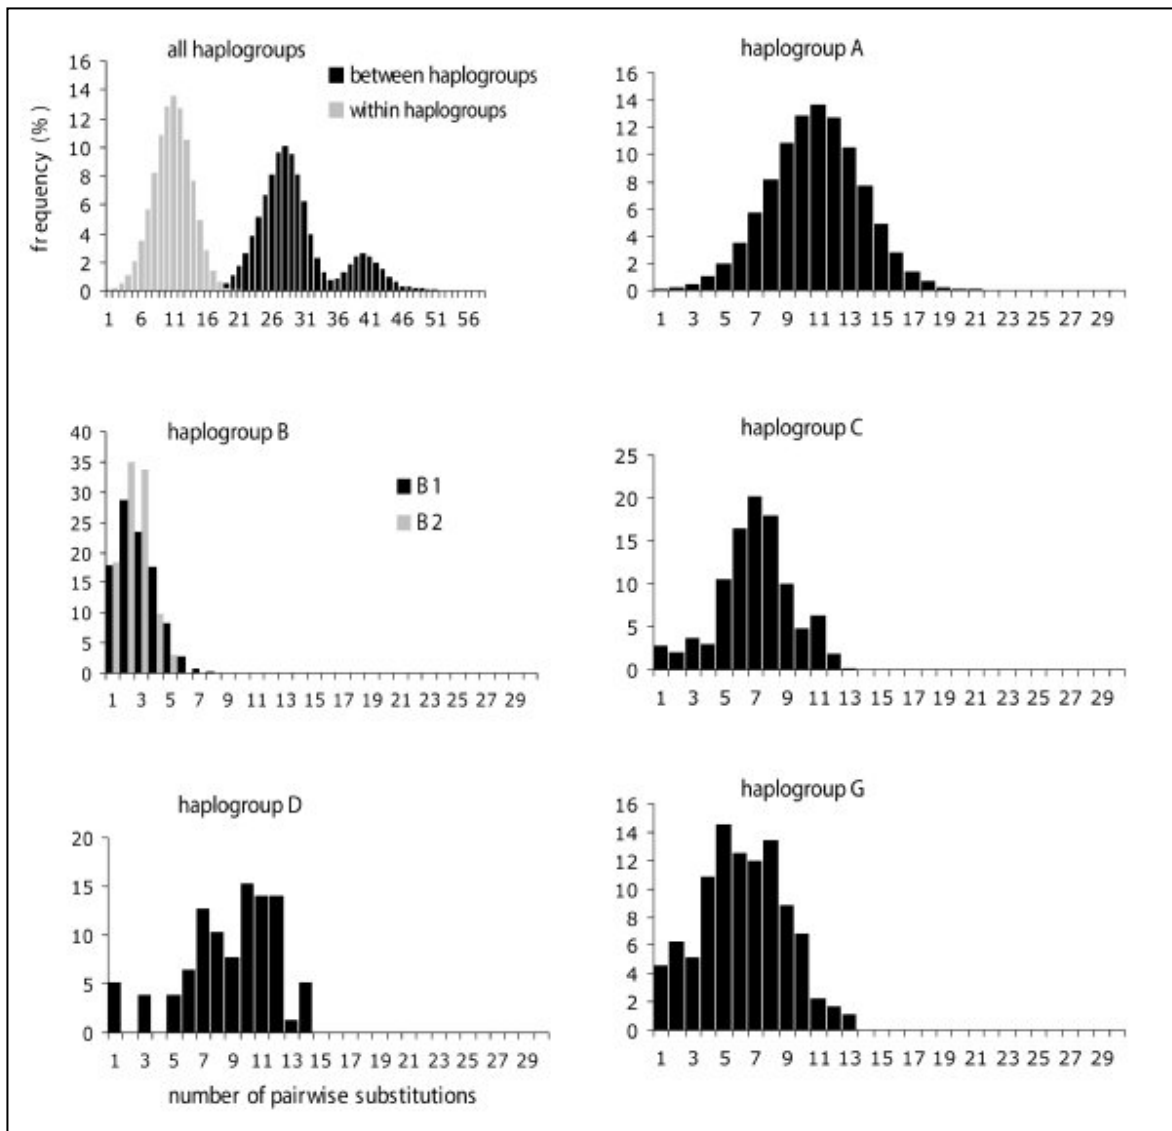 all haplogroups
between haplogroups
within haplogroups
frequency (%)
16
14
12
10
8
6
4
2
0
1 6 11 16 21 26 31 36 41 46 51 56
haplogroup A
16
14
12
10
8
6
4
2
0
1 3 5 7 9 11 13 15 17 19 21 23 25 27 29
haplogroup B
B 1
B 2
40
35
30
25
20
15
10
5
0
1 3 5 7 9 11 13 15 17 19 21 23 25 27 29
haplogroup C
25
20
15
10
5
0
1 3 5 7 9 11 13 15 17 19 21 23 25 27 29
haplogroup D
20
15
10
5
0
1 3 5 7 9 11 13 15 17 19 21 23 25 27 29
number of pairwise substitutions
haplogroup G
16
14
12
10
8
6
4
2
0
1 3 5 7 9 11 13 15 17 19 21 23 25 27 29